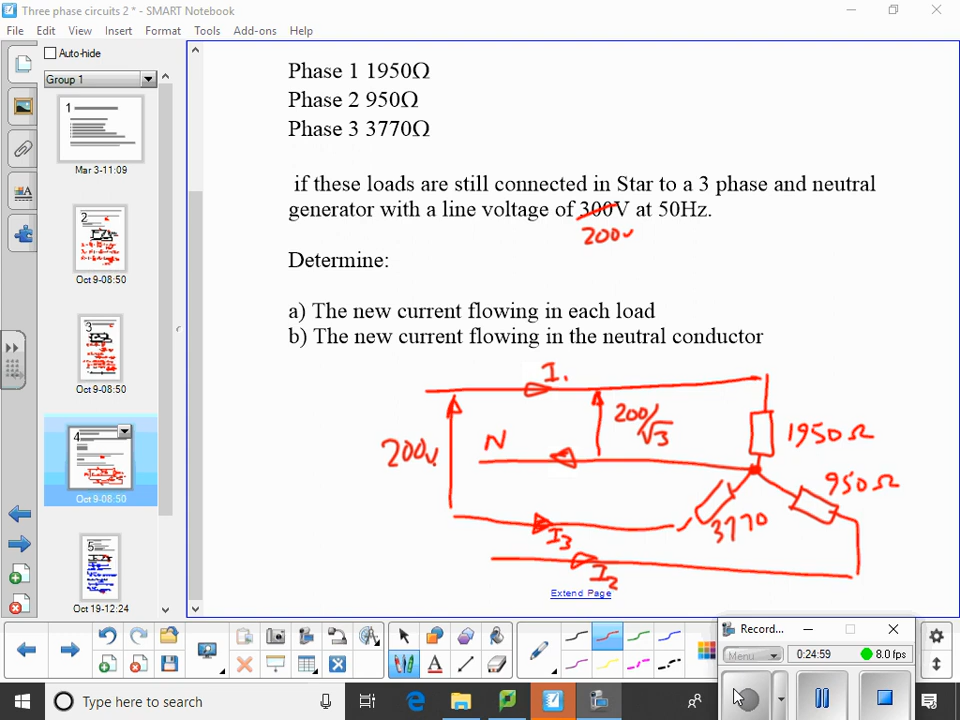 Three phase circuits 2 * - SMART Notebook
File Edit View Insert Format Tools Add-ons Help
Auto-hide
Group 1
1
Mar 3-11:09
2
Oct 9-08:50
3
Oct 9-08:50
4
Oct 9-08:50
5
Oct 19-12:24
Phase 1 1950Ω
Phase 2 950Ω
Phase 3 3770Ω
if these loads are still connected in Star to a 3 phase and neutral
generator with a line voltage of 300V at 50Hz.
200v
Determine:
a) The new current flowing in each load
b) The new current flowing in the neutral conductor
I₁
200/√3
1950Ω
N
200v
950Ω
3770
I₃
I₂
Extend Page
Record...
Menu
0:24:59
8.0 fps
Type here to search